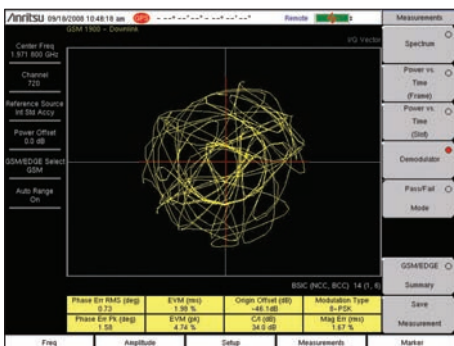 Anritsu 09/18/2008 10:48:18 am GPS Remote Measurements
GSM 1900 - Downlink
I/Q Vector
Center Freq
1.971 800 GHz
Channel
720
Reference Source
Int Std Accy
Power Offset
0.0 dB
GSM/EDGE Select
GSM
Auto Range
On
Spectrum
Power vs.
Time
(Frame)
Power vs.
Time
(Slot)
Demodulator
Pass/Fail
Mode
GSM/EDGE
Summary
Save
Measurement
BSIC (NCC, BCC) 14 (1, 6)
Phase Err RMS (deg) EVM (rms) Origin Offset (dB) Modulation Type
0.73 1.98 % -46.1dB 8-PSK
Phase Err Pk (deg) EVM (pk) C/I (dB) Mag Err (rms)
1.58 4.74 % 34.0 dB 1.67 %
Freq Amplitude Setup Measurements Marker